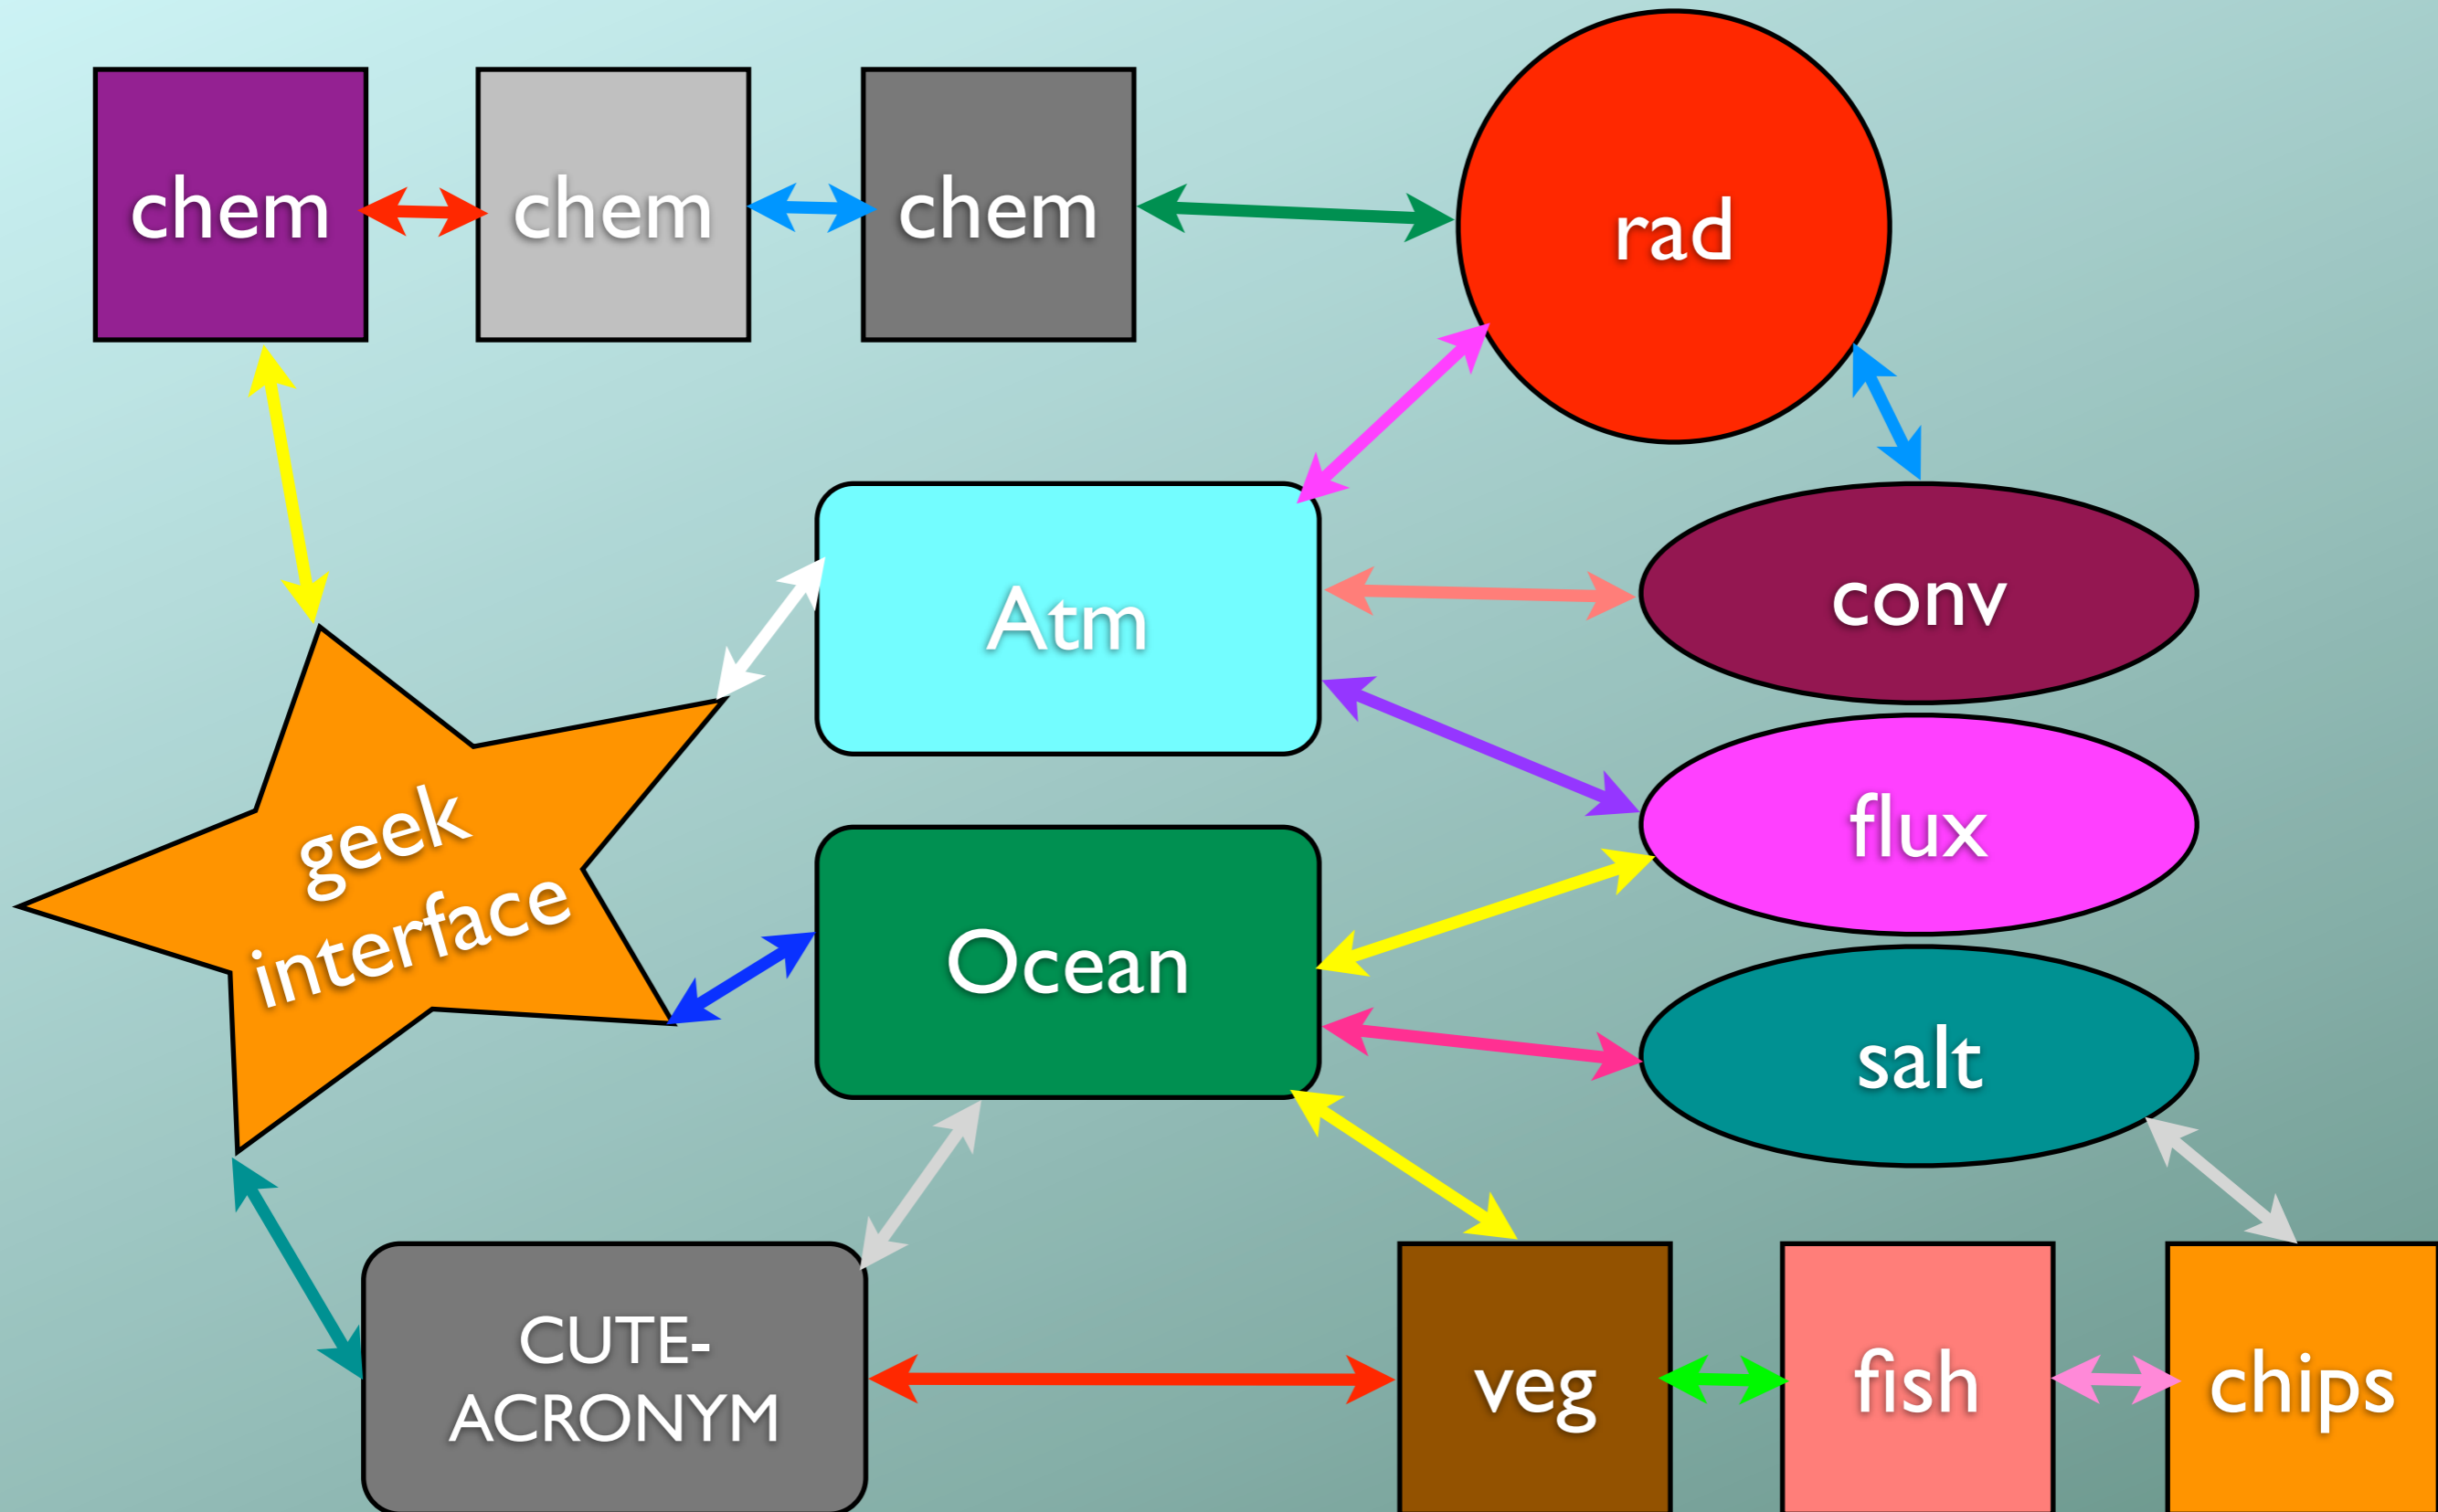 chem
chem
chem
rad
Atm
conv
geek
interface
flux
Ocean
salt
CUTE-
ACRONYM
veg
fish
chips